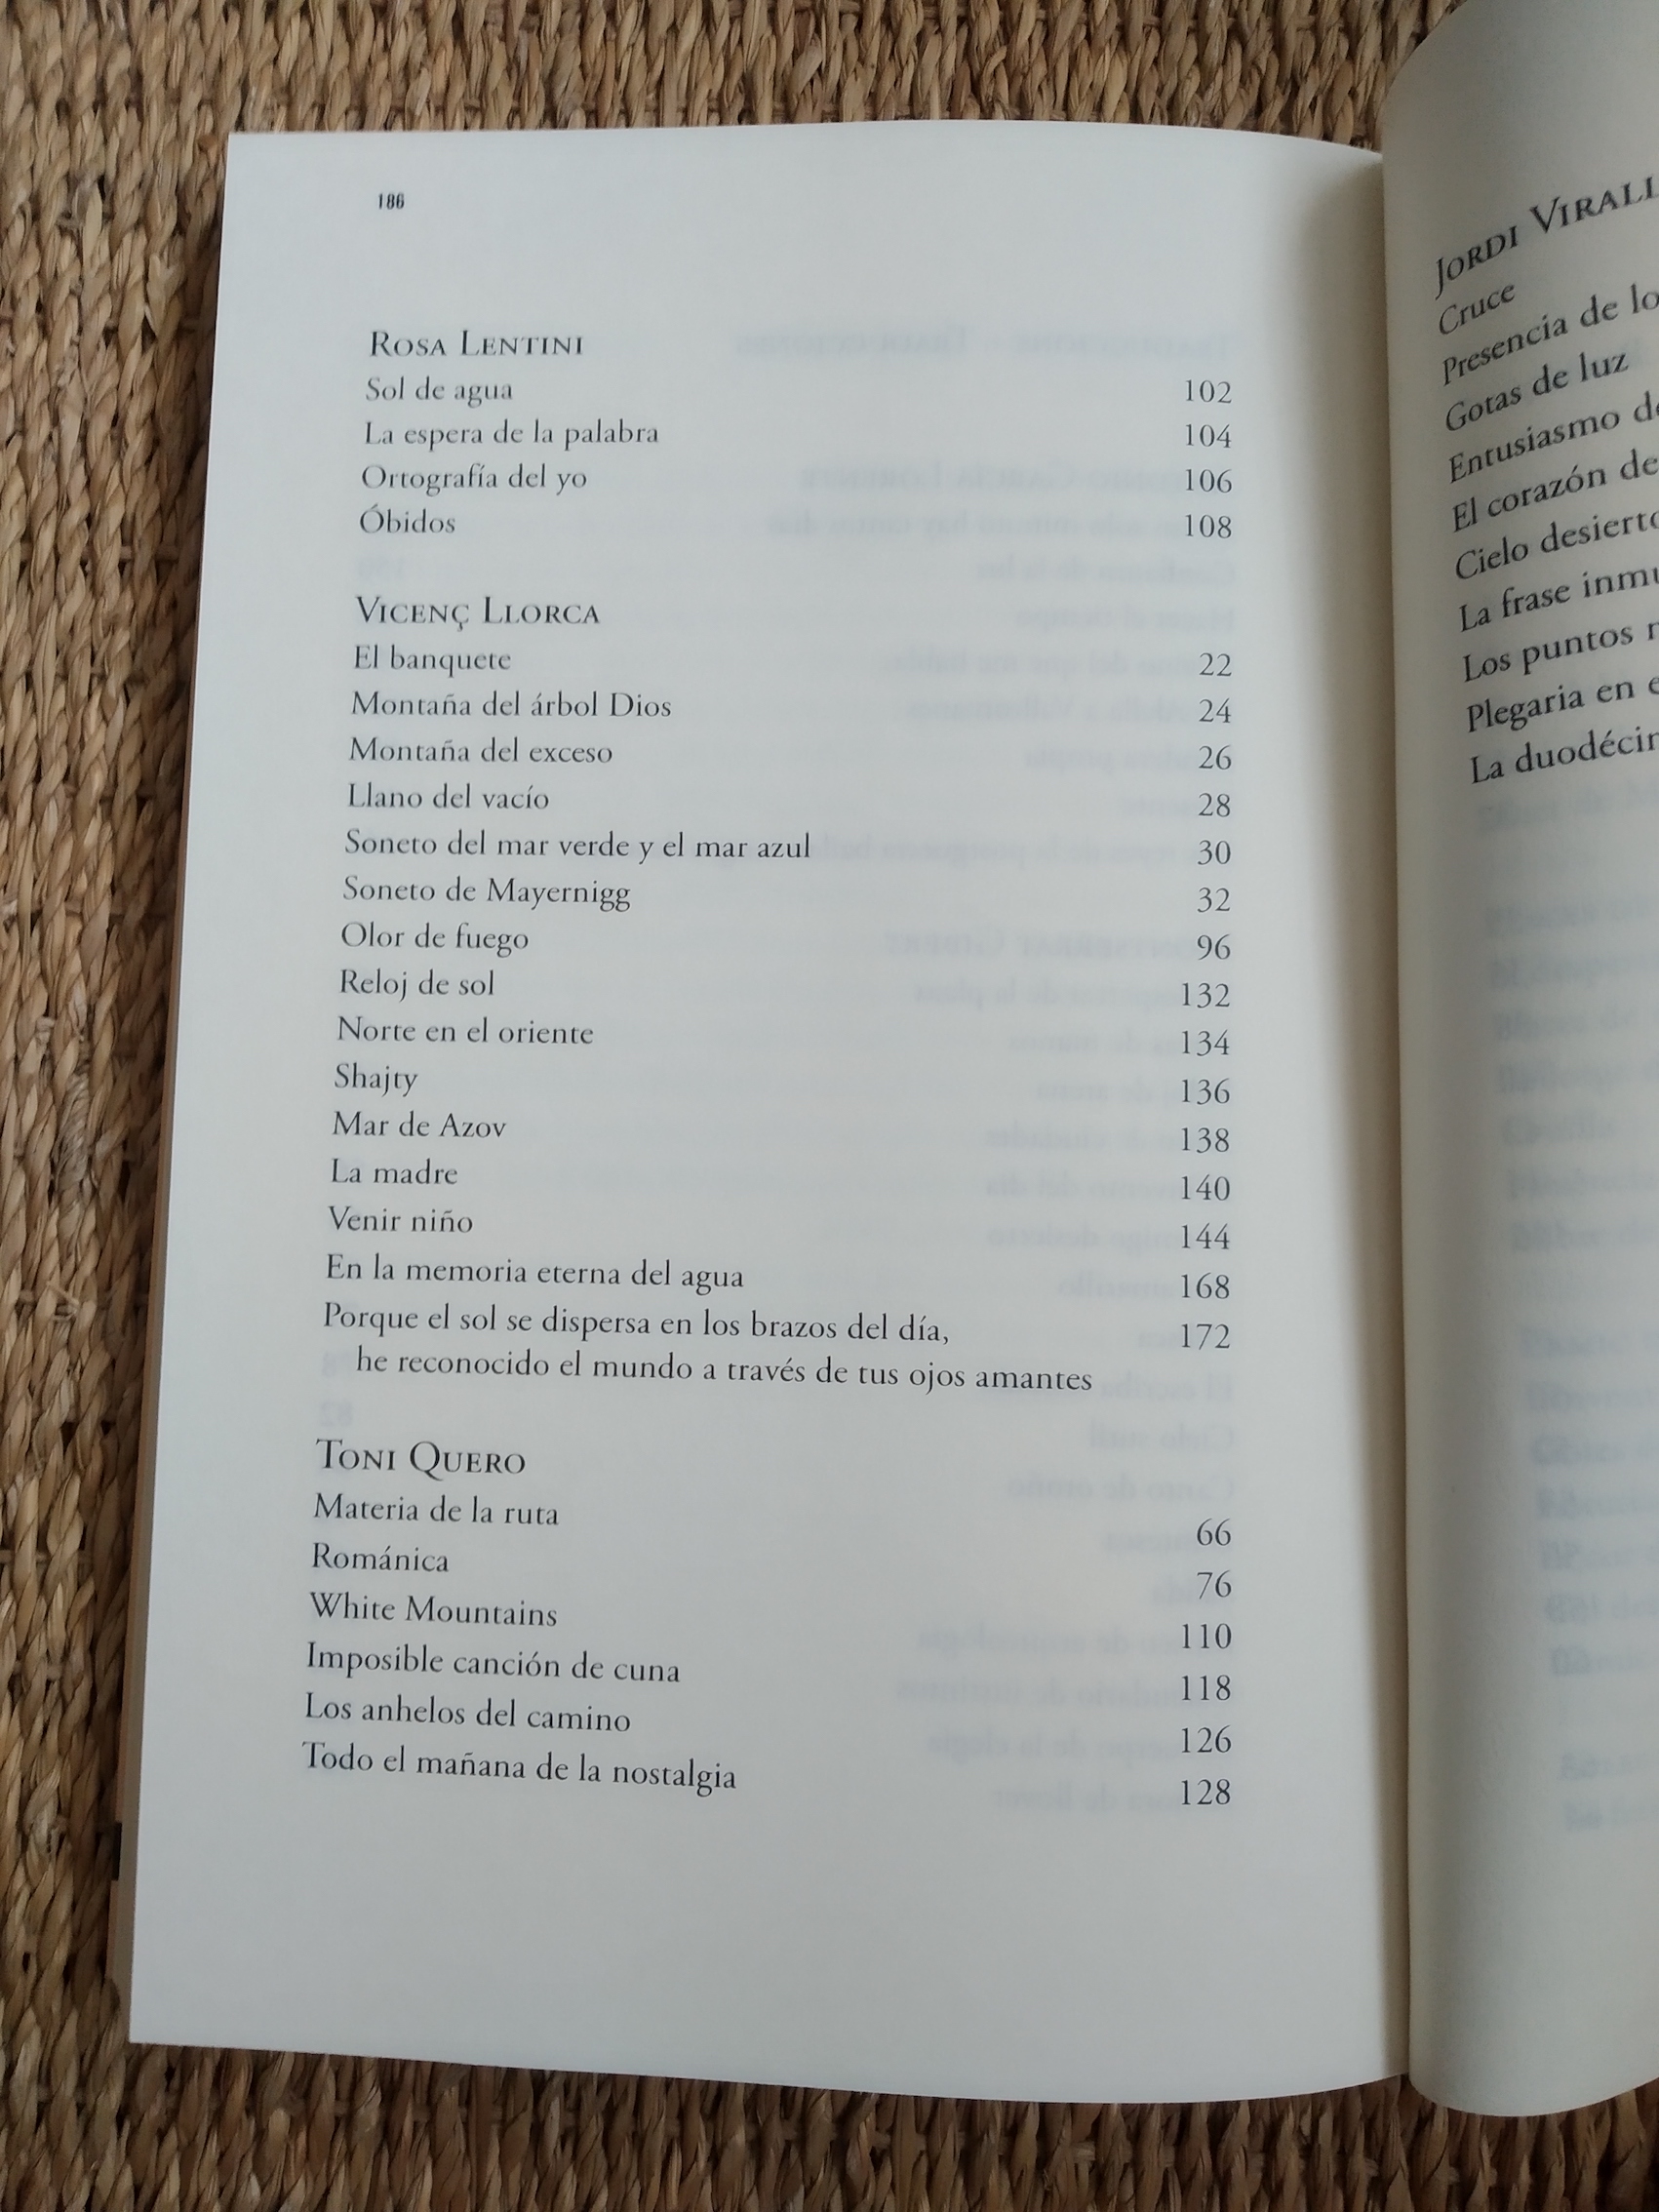 186
ROSA LENTINI
Sol de agua 102
La espera de la palabra 104
Ortografía del yo 106
Óbidos 108
VICENÇ LLORCA
El banquete 22
Montaña del árbol Dios 24
Montaña del exceso 26
Llano del vacío 28
Soneto del mar verde y el mar azul 30
Soneto de Mayernigg 32
Olor de fuego 96
Reloj de sol 132
Norte en el oriente 134
Shajty 136
Mar de Azov 138
La madre 140
Venir niño 144
En la memoria eterna del agua 168
Porque el sol se dispersa en los brazos del día, 172
he reconocido el mundo a través de tus ojos amantes
TONI QUERO
Materia de la ruta 66
Románica 76
White Mountains 110
Imposible canción de cuna 118
Los anhelos del camino 126
Todo el mañana de la nostalgia 128
JORDI
Cruce
Presencia de
Gotas de luz
Entusiasmo
El corazón
Cielo
La frase
Los puntos
Plegaria en
La